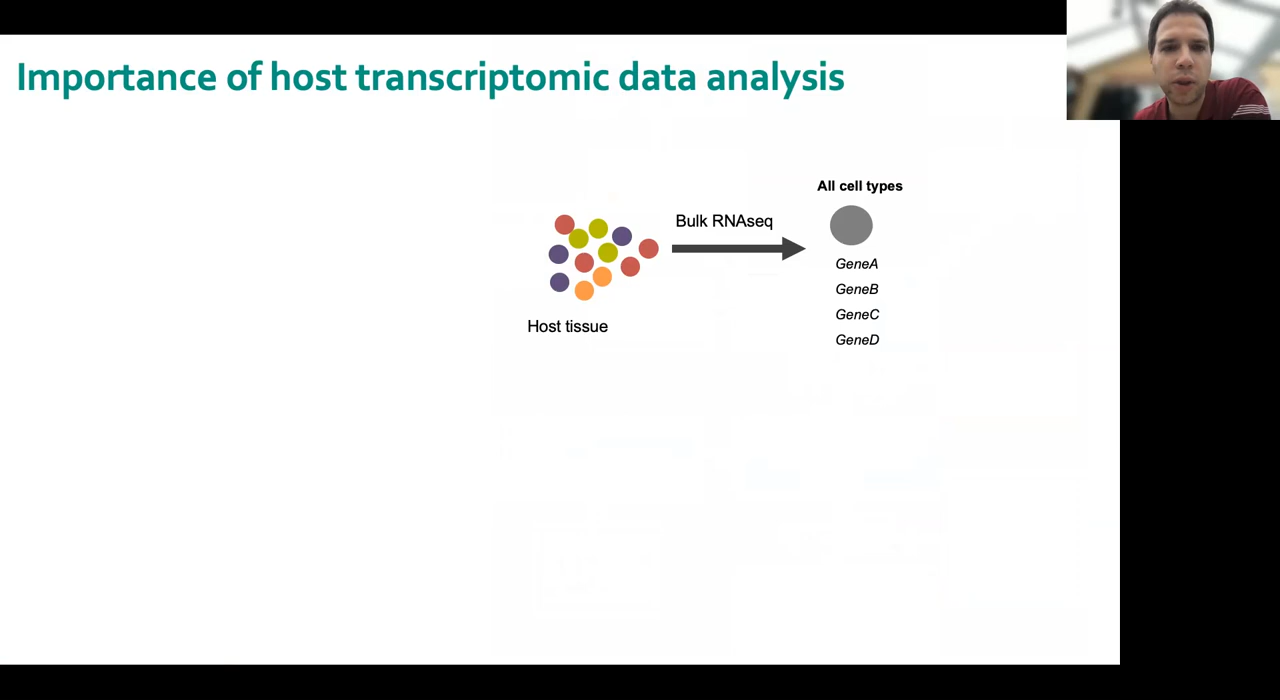 Importance of host transcriptomic data analysis
All cell types
Bulk RNAseq
GeneA
GeneB
GeneC
GeneD
Host tissue